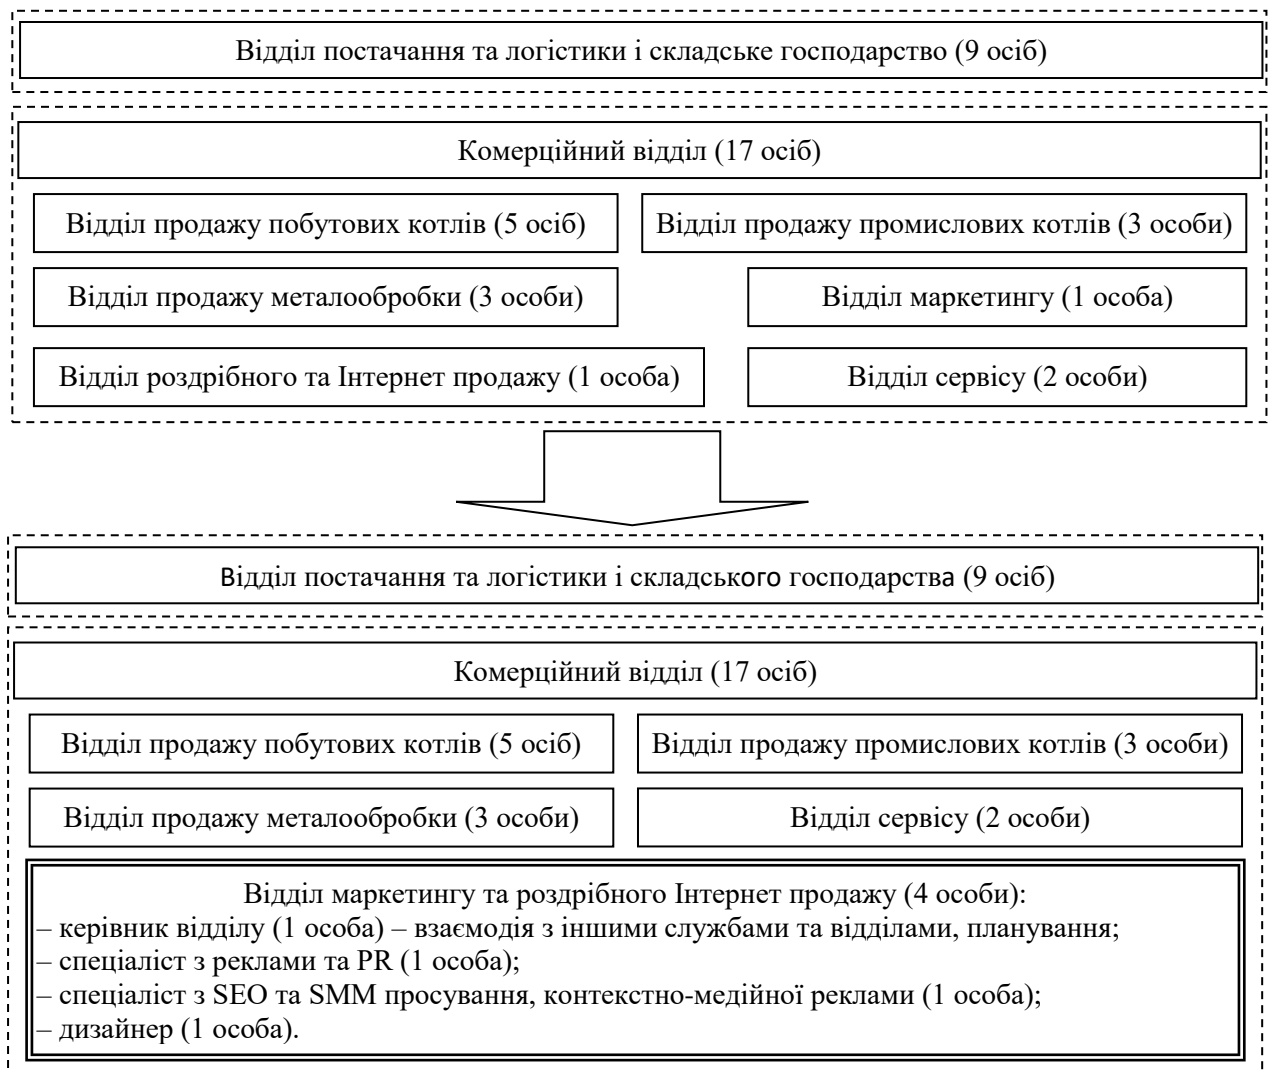 Відділ постачання та логістики і складське господарство (9 осіб)
Комерційний відділ (17 осіб)
Відділ продажу побутових котлів (5 осіб)
Відділ продажу промислових котлів (3 особи)
Відділ продажу металообробки (3 особи)
Відділ маркетингу (1 особа)
Відділ роздрібного та Інтернет продажу (1 особа)
Відділ сервісу (2 особи)
Відділ постачання та логістики і складського господарства (9 осіб)
Комерційний відділ (17 осіб)
Відділ продажу побутових котлів (5 осіб)
Відділ продажу промислових котлів (3 особи)
Відділ продажу металообробки (3 особи)
Відділ сервісу (2 особи)
Відділ маркетингу та роздрібного Інтернет продажу (4 особи):
– керівник відділу (1 особа) – взаємодія з іншими службами та відділами, планування;
– спеціаліст з реклами та PR (1 особа);
– спеціаліст з SEO та SMM просування, контекстно-медійної реклами (1 особа);
– дизайнер (1 особа).